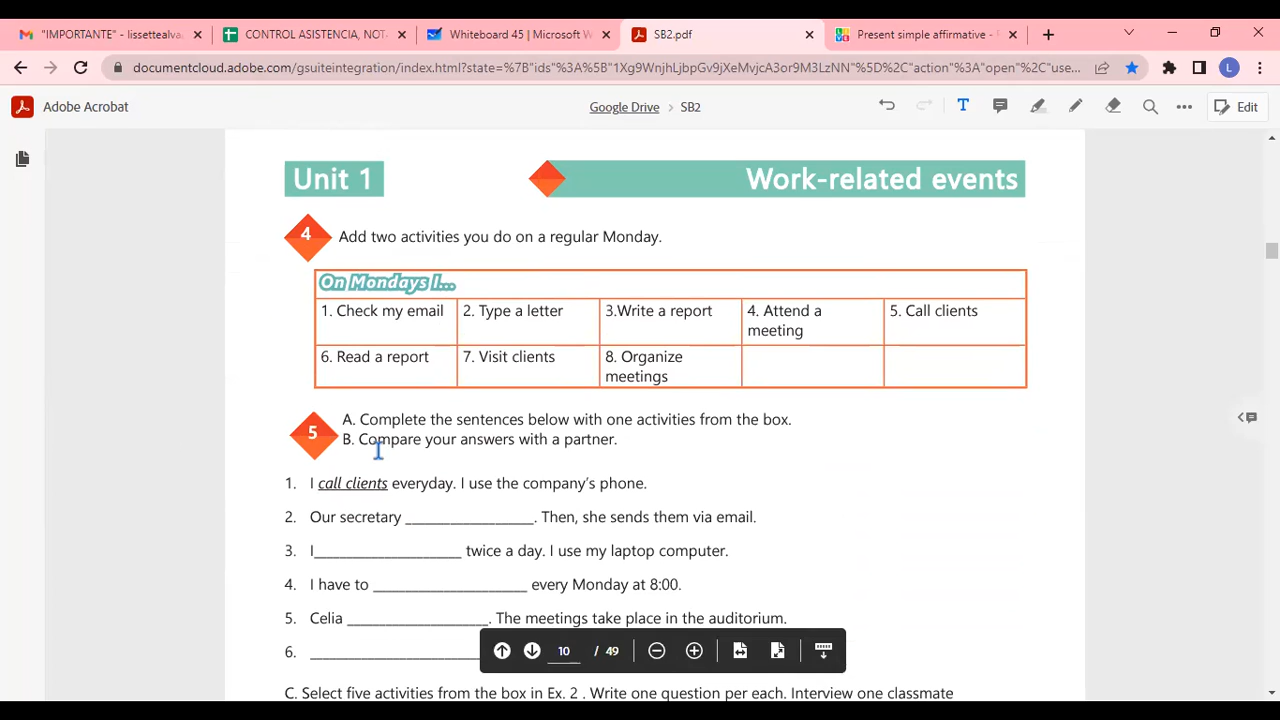 "IMPORTANTE" - lissettealva
CONTROL ASISTENCIA, NOT
Whiteboard 45 | Microsoft W
SB2.pdf
Present simple affirmative -
documentcloud.adobe.com/gsuiteintegration/index.html?state=%7B"ids"%3A%5B"1Xg9WnjhLjbpGv9jXeMvjcA3or9M3LzNN"%5D%2C"action"%3A"open"%2C"use...
L
Adobe Acrobat
Google Drive > SB2
T
Edit
Unit 1
Work-related events
4
Add two activities you do on a regular Monday.
On Mondays I...
1. Check my email
2. Type a letter
3.Write a report
4. Attend a
meeting
5. Call clients
6. Read a report
7. Visit clients
8. Organize
meetings
5
A. Complete the sentences below with one activities from the box.
B. Compare your answers with a partner.
1. I call clients everyday. I use the company's phone.
2. Our secretary _________________. Then, she sends them via email.
3. I____________________ twice a day. I use my laptop computer.
4. I have to _____________________ every Monday at 8:00.
5. Celia ___________________. The meetings take place in the auditorium.
6. _______________________
10 / 49
C. Select five activities from the box in Ex. 2 . Write one question per each. Interview one classmate